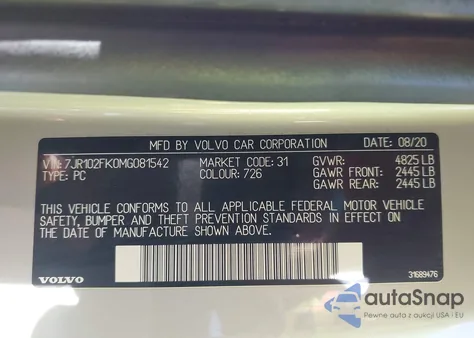 MFD BY VOLVO CAR CORPORATION DATE: 08/20
VIN: 7JR102FK0MG081542 MARKET CODE: 31 GVWR: 4825 LB
TYPE: PC COLOUR: 726 GAWR FRONT: 2445 LB
GAWR REAR: 2445 LB
THIS VEHICLE CONFORMS TO ALL APPLICABLE FEDERAL MOTOR VEHICLE
SAFETY, BUMPER AND THEFT PREVENTION STANDARDS IN EFFECT ON
THE DATE OF MANUFACTURE SHOWN ABOVE.
VOLVO 31689476
autoSnap
Pewne auta z USA i EU